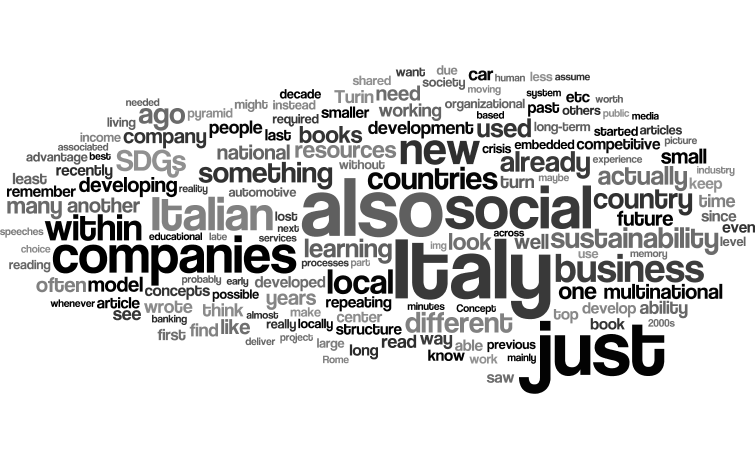 want due
shared society car human less assume
needed decade Turin need moving
pyramid might instead organizational system etc worth
living ago required smaller working past others public media
income company people last books development used based long-term started articles
associated national resources new crisis embedded competitive picture
advantage best SDGs already experience small
recently something countries turn maybe actually industry
least developing reality without keep
remember automotive country time
many another Italian lost also social future since
speeches within next across even
choice educational late services learning img look well sustainability level
reading companies processes part Italy use memory
often model probably early developed local business
concepts possible years one multinational
whenever article wrote almost make repeating minutes Concept top develop ability
see banking think center different book 2000s
first find like really locally structure just
deliver project large read way able previous
Rome long know work mainly
saw